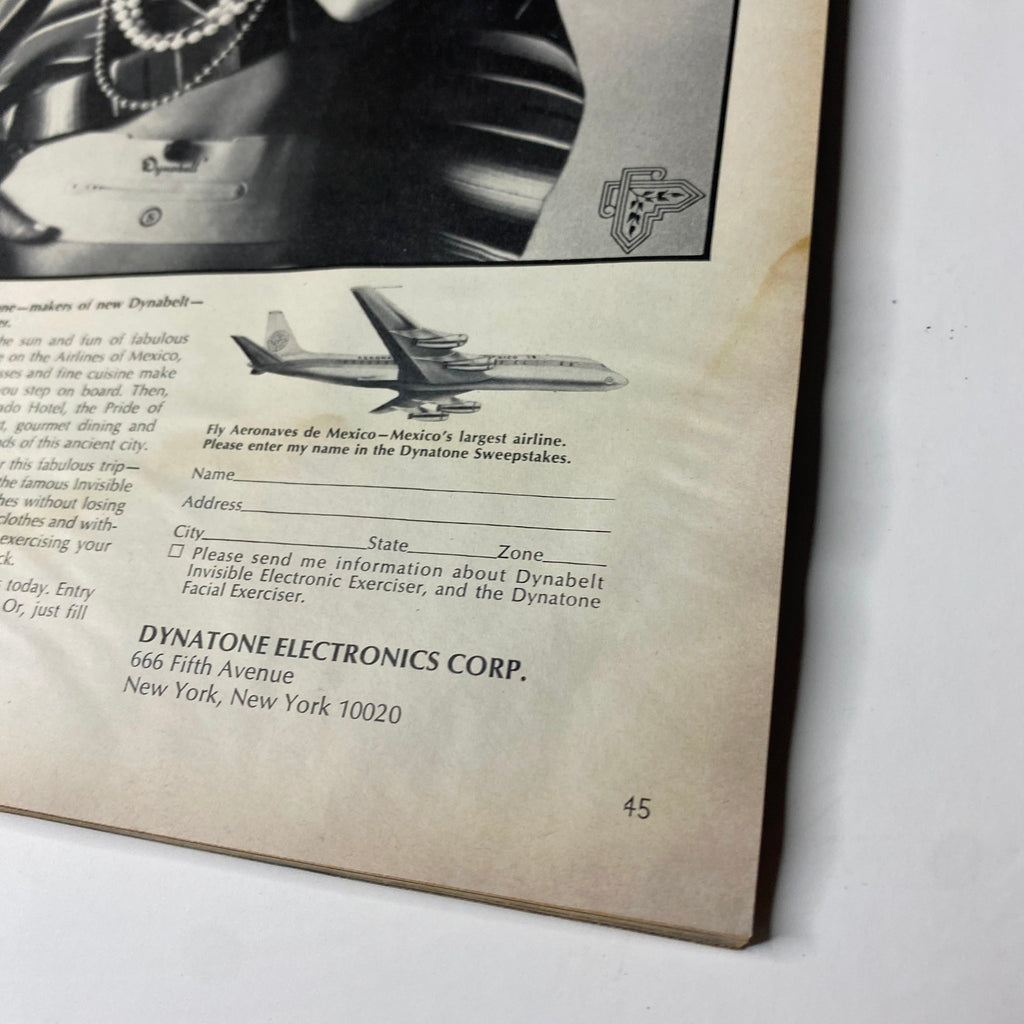 Dynabelt
makers of new Dynabelt—
he sun and fun of fabulous
on the Airlines of Mexico,
sses and fine cuisine make
ou step on board. Then,
ado Hotel, the Pride of
t, gourmet dining and
ds of this ancient city.
r this fabulous trip—
the famous Invisible
hes without losing
clothes and with-
exercising your
ck.
today. Entry
Or, just fill
Fly Aeronaves de Mexico—Mexico's largest airline.
Please enter my name in the Dynatone Sweepstakes.
Name
Address
City State Zone
☐ Please send me information about Dynabelt
Invisible Electronic Exerciser, and the Dynatone
Facial Exerciser.
DYNATONE ELECTRONICS CORP.
666 Fifth Avenue
New York, New York 10020
45